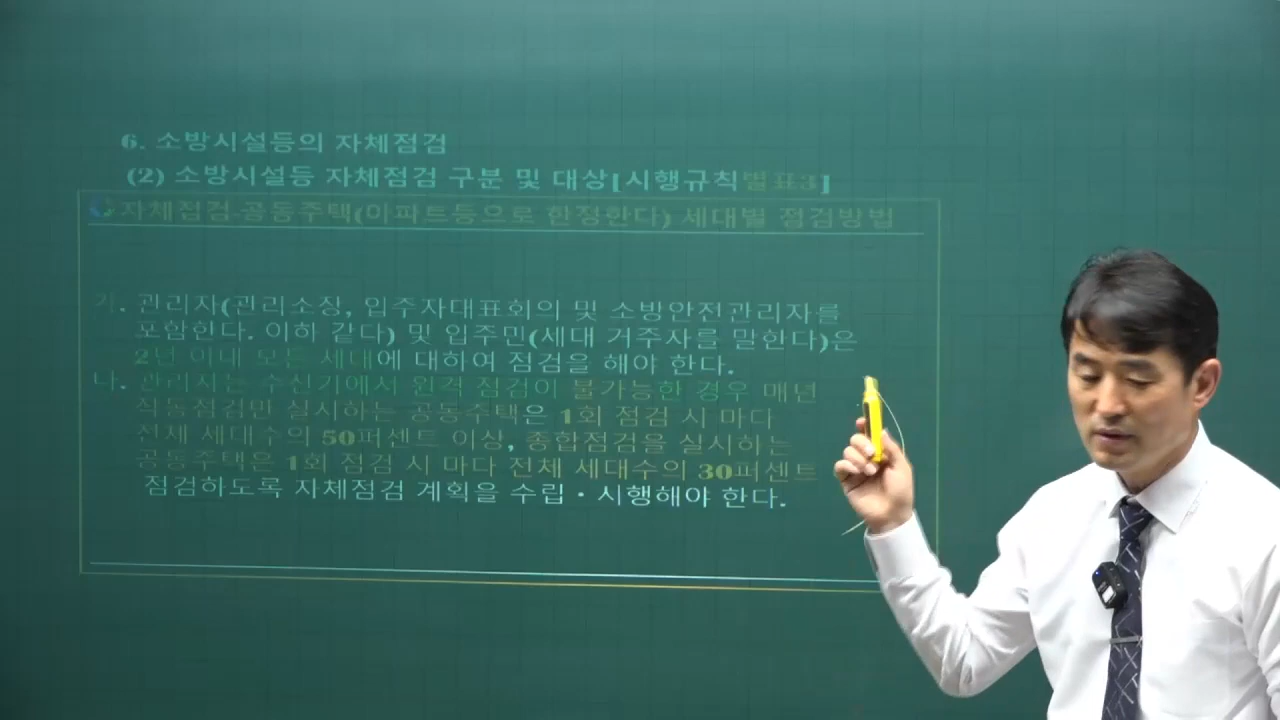 6. 소방시설등의 자체점검
(2) 소방시설등 자체점검 구분 및 대상[시행규칙 별표3]
자체점검-공동주택(아파트등으로 한정한다) 세대별 점검방법
가. 관리자(관리소장, 입주자대표회의 및 소방안전관리자를
포함한다. 이하 같다) 및 입주민(세대 거주자를 말한다)은
2년 이내 모든 세대에 대하여 점검을 해야 한다.
나. 관리자는 수신기에서 원격 점검이 불가능한 경우 매년
작동점검만 실시하는 공동주택은 1회 점검 시 마다
전체 세대수의 50퍼센트 이상, 종합점검을 실시하는
공동주택은 1회 점검 시 마다 전체 세대수의 30퍼센트
점검하도록 자체점검 계획을 수립·시행해야 한다.